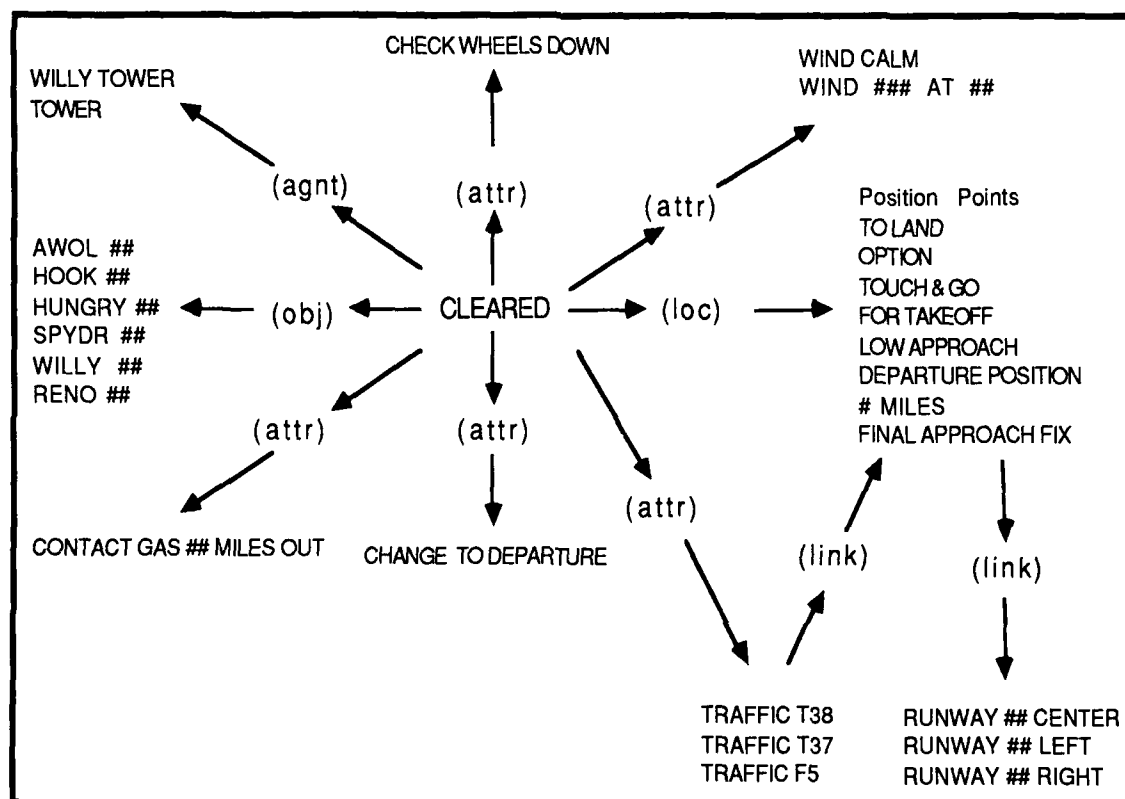 CHECK WHEELS DOWN
WILLY TOWER
TOWER
WIND CALM
WIND ### AT ##
(agnt)
(attr)
(attr)
AWOL ##
HOOK ##
HUNGRY ##
SPYDR ##
WILLY ##
RENO ##
(obj)
CLEARED
(loc)
Position Points
TO LAND
OPTION
TOUCH & GO
FOR TAKEOFF
LOW APPROACH
DEPARTURE POSITION
# MILES
FINAL APPROACH FIX
(attr)
(attr)
(attr)
CONTACT GAS ## MILES OUT
CHANGE TO DEPARTURE
(link)
(link)
TRAFFIC T38
TRAFFIC T37
TRAFFIC F5
RUNWAY ## CENTER
RUNWAY ## LEFT
RUNWAY ## RIGHT